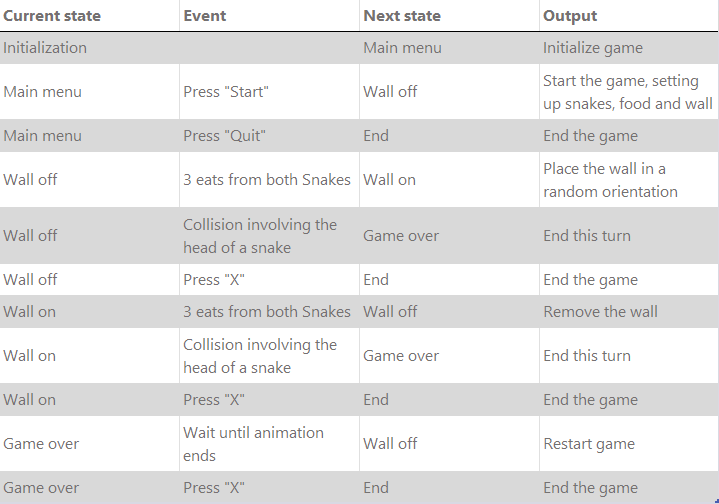 Current state Event Next state Output
Initialization Main menu Initialize game
Main menu Press "Start" Wall off Start the game, setting
up snakes, food and wall
Main menu Press "Quit" End End the game
Wall off 3 eats from both Snakes Wall on Place the wall in a
random orientation
Wall off Collision involving the
head of a snake Game over End this turn
Wall off Press "X" End End the game
Wall on 3 eats from both Snakes Wall off Remove the wall
Wall on Collision involving the
head of a snake Game over End this turn
Wall on Press "X" End End the game
Game over Wait until animation
ends Wall off Restart game
Game over Press "X" End End the game